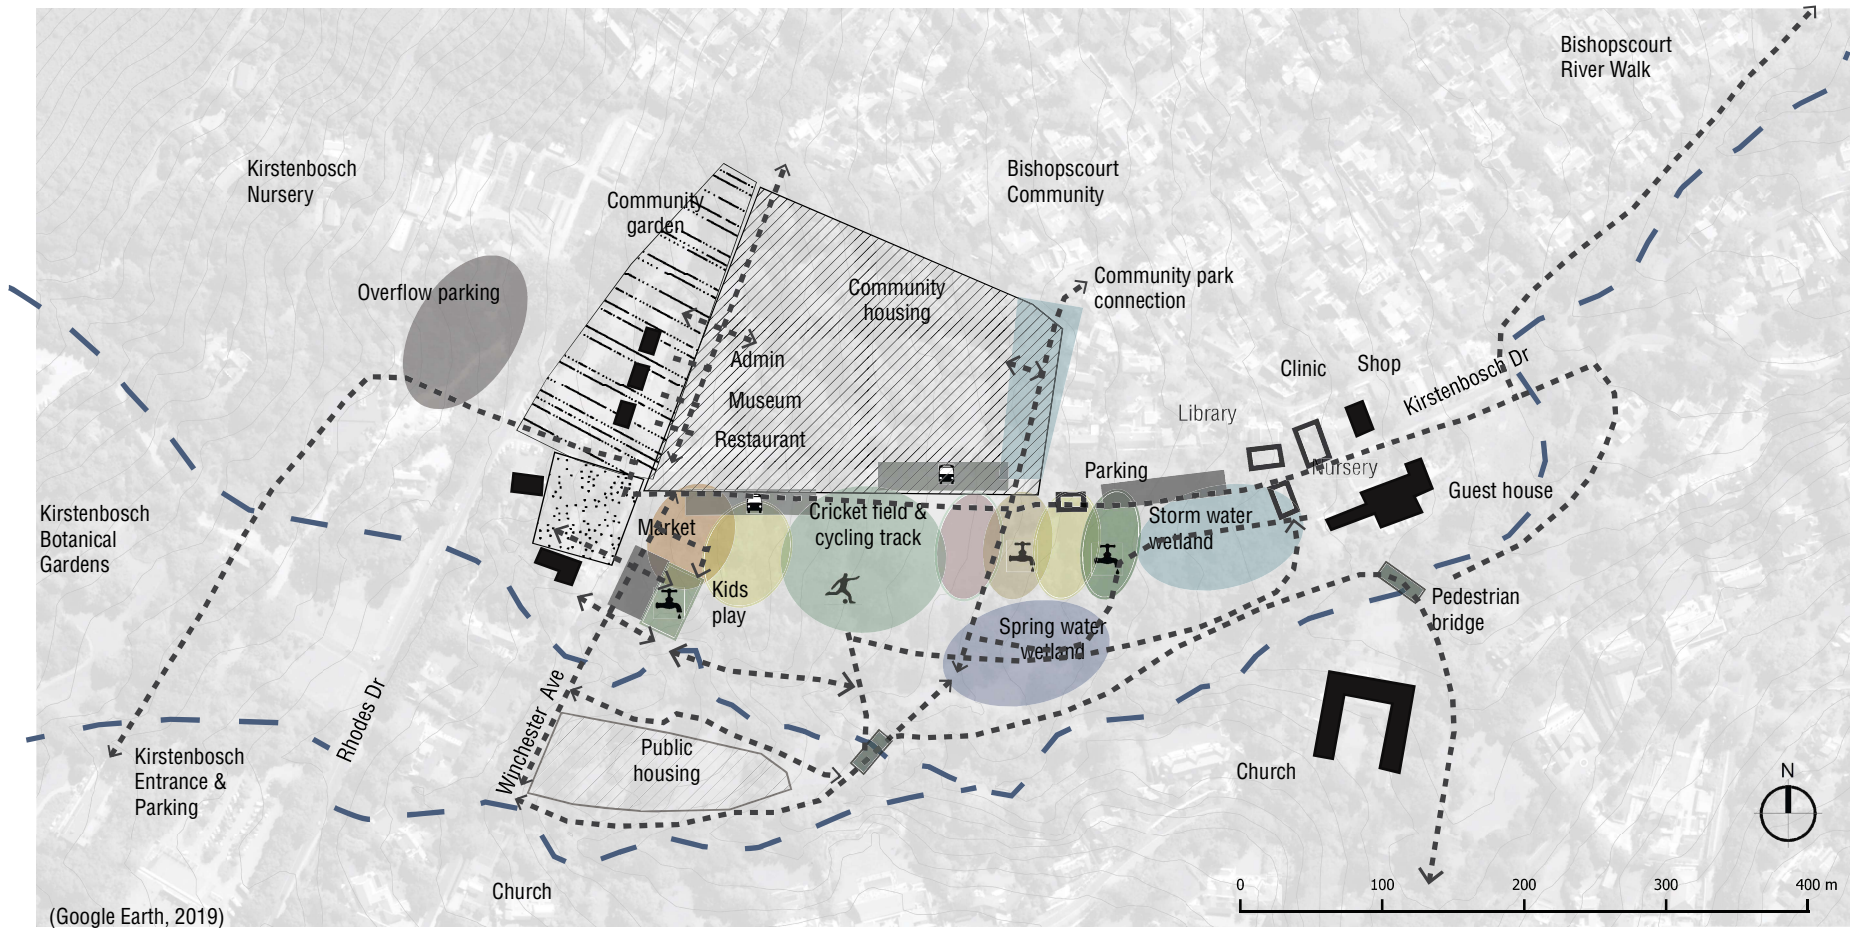 Bishopscourt
River Walk
Kirstenbosch
Nursery
Bishopscourt
Community
Community
garden
Overflow parking
Community
housing
Community park
connection
Admin
Museum
Restaurant
Clinic
Shop
Kirstenbosch Dr
Library
Nursery
Parking
Guest house
Kirstenbosch
Botanical
Gardens
Market
Cricket field &
cycling track
Storm water
wetland
Kids
play
Pedestrian
bridge
Spring water
wetland
Rhodes Dr
Winchester Ave
Public
housing
Kirstenbosch
Entrance &
Parking
Church
Church
N
0 100 200 300 400 m
(Google Earth, 2019)